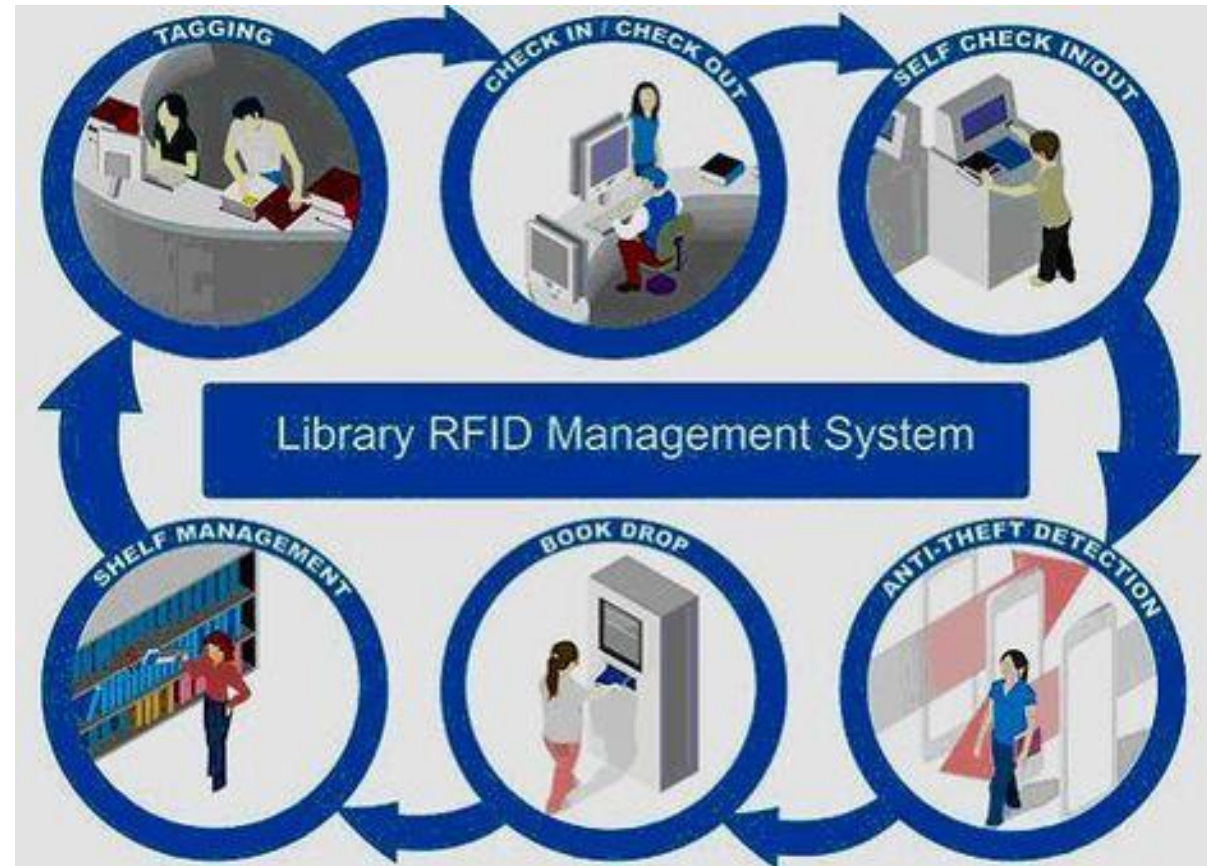 TAGGING
CHECK IN / CHECK OUT
SELF CHECK IN/OUT
Library RFID Management System
SHELF MANAGEMENT
BOOK DROP
ANTI-THEFT DETECTION